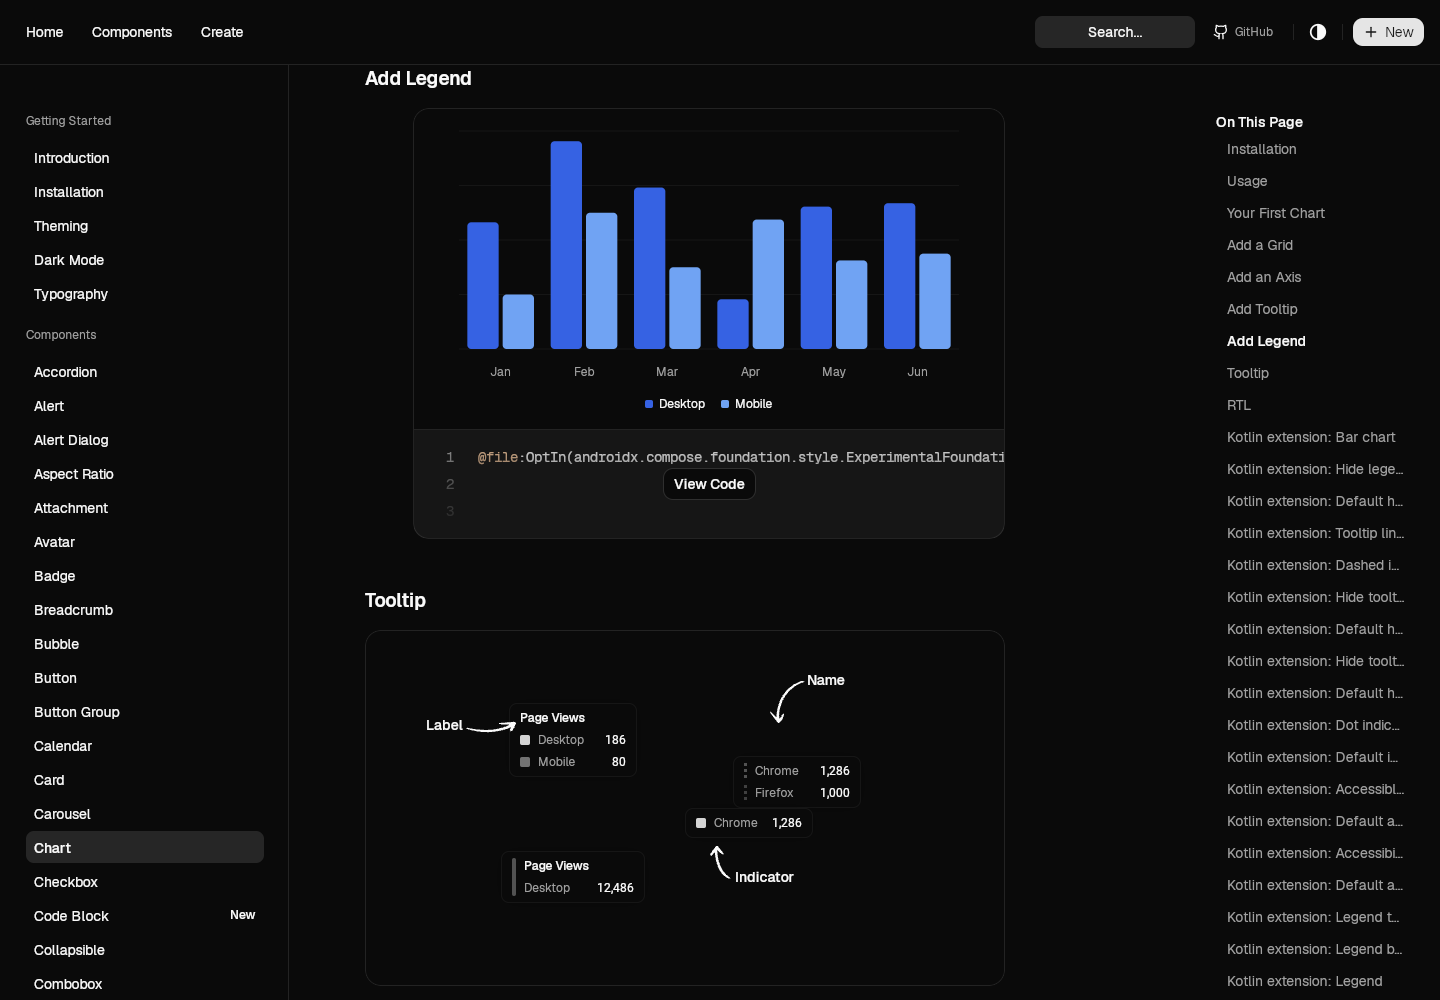 Home
Components
Create
Search...
GitHub
New
Getting Started
Introduction
Installation
Theming
Dark Mode
Typography
Components
Accordion
Alert
Alert Dialog
Aspect Ratio
Attachment
Avatar
Badge
Breadcrumb
Bubble
Button
Button Group
Calendar
Card
Carousel
Chart
Checkbox
Code Block
New
Collapsible
Combobox
Add Legend
Jan
Feb
Mar
Apr
May
Jun
Desktop
Mobile
1
@file:OptIn(androidx.compose.foundation.style.ExperimentalFoundati
2
View Code
3
Tooltip
Name
Label
Page Views
Desktop 186
Mobile 80
Chrome 1,286
Firefox 1,000
Chrome 1,286
Page Views
Desktop 12,486
Indicator
On This Page
Installation
Usage
Your First Chart
Add a Grid
Add an Axis
Add Tooltip
Add Legend
Tooltip
RTL
Kotlin extension: Bar chart
Kotlin extension: Hide lege...
Kotlin extension: Default h...
Kotlin extension: Tooltip lin...
Kotlin extension: Dashed i...
Kotlin extension: Hide toolt...
Kotlin extension: Default h...
Kotlin extension: Hide toolt...
Kotlin extension: Default h...
Kotlin extension: Dot indic...
Kotlin extension: Default i...
Kotlin extension: Accessibl...
Kotlin extension: Default a...
Kotlin extension: Accessibi...
Kotlin extension: Default a...
Kotlin extension: Legend t...
Kotlin extension: Legend b...
Kotlin extension: Legend